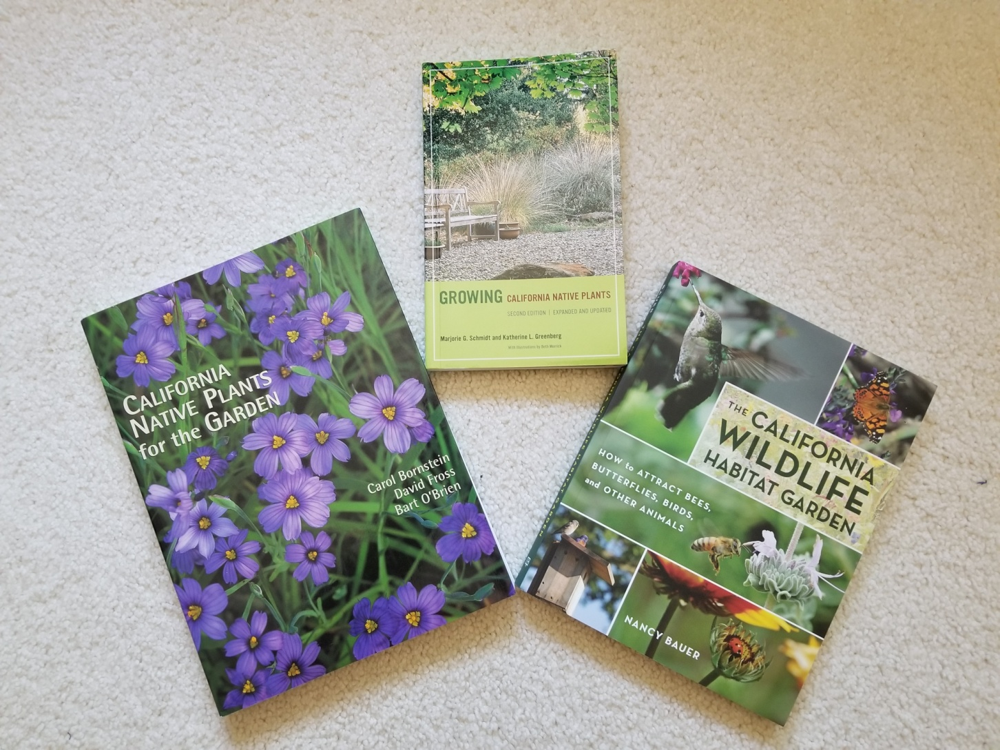 GROWING CALIFORNIA NATIVE PLANTS
SECOND EDITION | EXPANDED AND UPDATED
Marjorie G. Schmidt and Katherine L. Greenberg
With illustrations by Beth Merrick
CALIFORNIA
NATIVE PLANTS
for the GARDEN
Carol Bornstein
David Fross
Bart O'Brien
THE CALIFORNIA
WILDLIFE
HABITAT GARDEN
HOW to ATTRACT BEES,
BUTTERFLIES, BIRDS,
and OTHER ANIMALS
NANCY BAUER